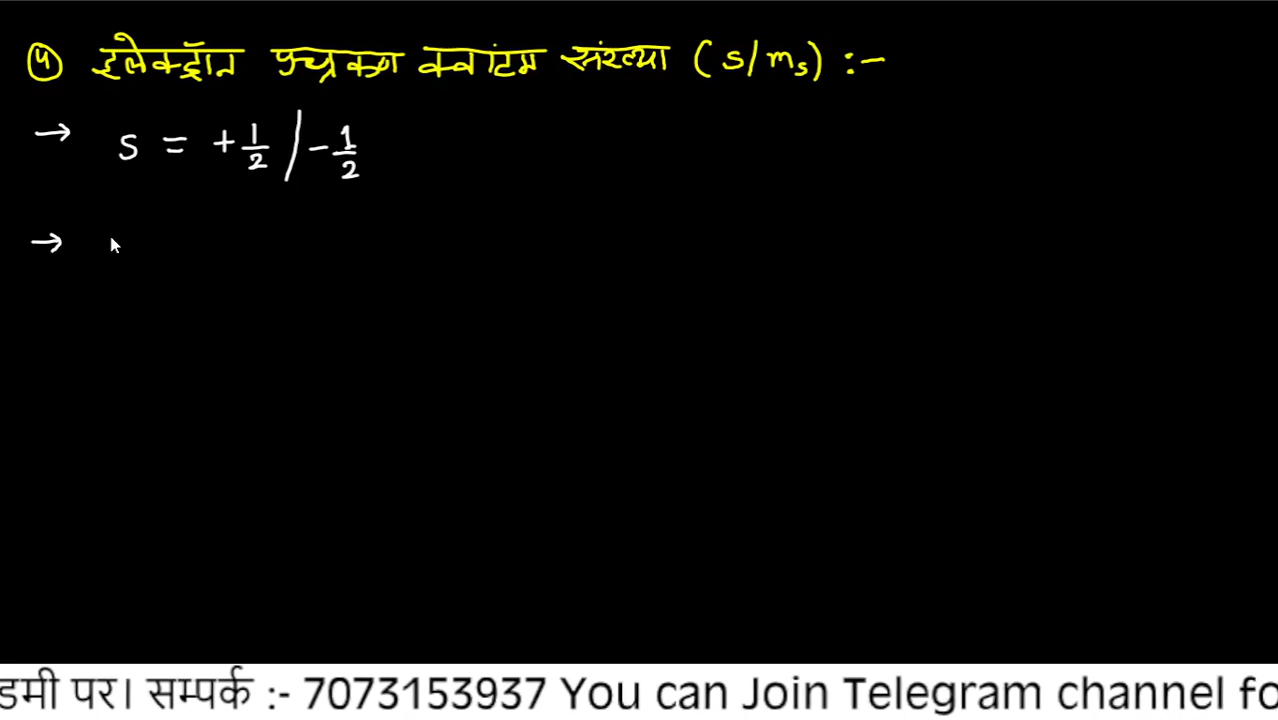 ④ इलेक्ट्रॉन प्रचक्रण क्वांटम संख्या (s/mₛ) :-
→ s = +1/2 / -1/2
→
डमी पर। सम्पर्क :- 7073153937 You can Join Telegram channel fo